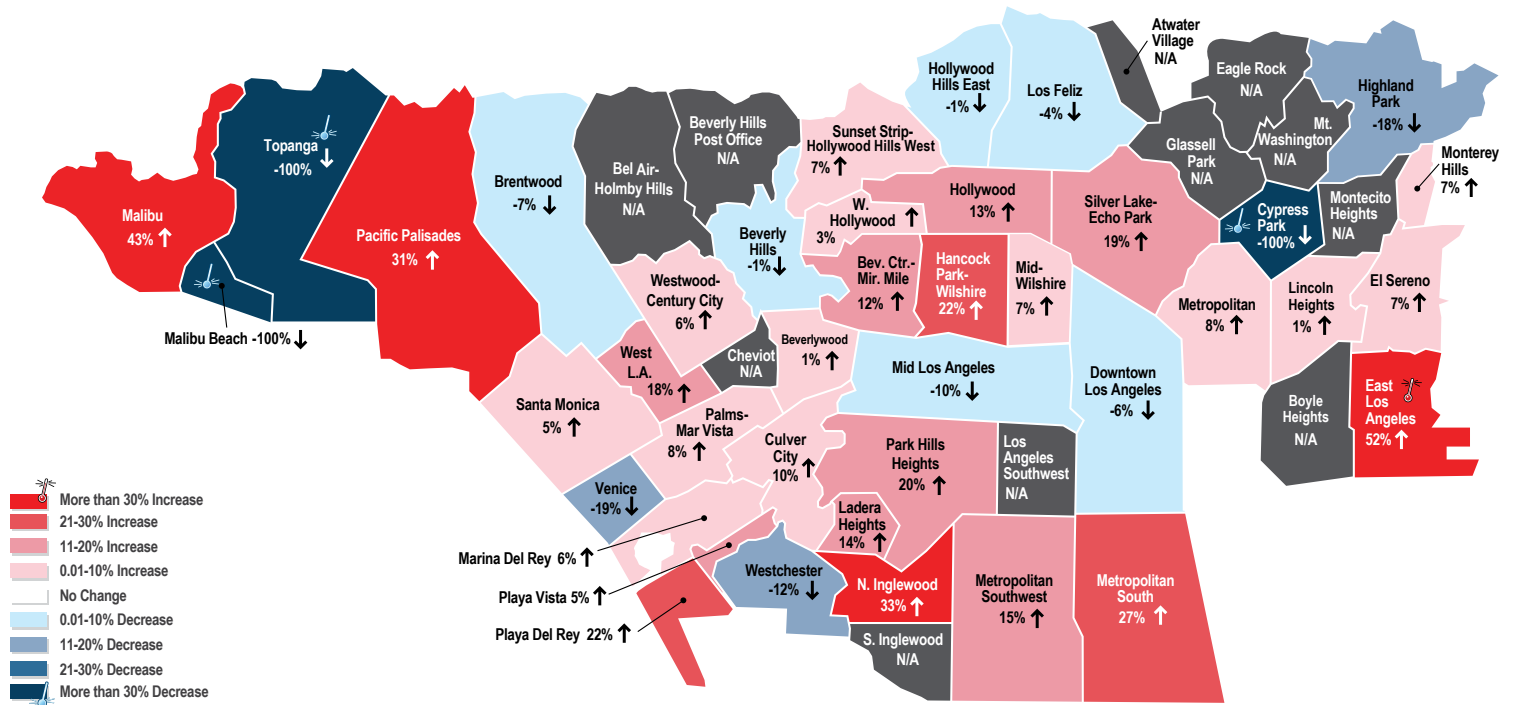 Atwater
Village
N/A
Eagle Rock
N/A
Highland
Park
-18%
Hollywood
Hills East
-1%
Los Feliz
-4%
Mt.
Washington
N/A
Glassell
Park
N/A
Monterey
Hills
7%
Topanga
-100%
Beverly Hills
Post Office
N/A
Sunset Strip-
Hollywood Hills West
7%
Bel Air-
Holmby Hills
N/A
Brentwood
-7%
Malibu
43%
Pacific Palisades
31%
Hollywood
13%
W.
Hollywood
3%
Silver Lake-
Echo Park
19%
Cypress
Park
-100%
Montecito
Heights
N/A
Beverly
Hills
-1%
Bev. Ctr.-
Mir. Mile
12%
Hancock
Park-
Wilshire
22%
Mid-
Wilshire
7%
Westwood-
Century City
6%
Metropolitan
8%
Lincoln
Heights
1%
El Sereno
7%
Malibu Beach -100%
West
L.A.
18%
Cheviot
N/A
Beverlywood
1%
Mid Los Angeles
-10%
Downtown
Los Angeles
-6%
Boyle
Heights
N/A
East
Los
Angeles
52%
Santa Monica
5%
Palms-
Mar Vista
8%
Culver
City
10%
Park Hills
Heights
20%
Los
Angeles
Southwest
N/A
Venice
-19%
Ladera
Heights
14%
Marina Del Rey 6%
Playa Vista 5%
Playa Del Rey 22%
Westchester
-12%
N. Inglewood
33%
S. Inglewood
N/A
Metropolitan
Southwest
15%
Metropolitan
South
27%
More than 30% Increase
21-30% Increase
11-20% Increase
0.01-10% Increase
No Change
0.01-10% Decrease
11-20% Decrease
21-30% Decrease
More than 30% Decrease